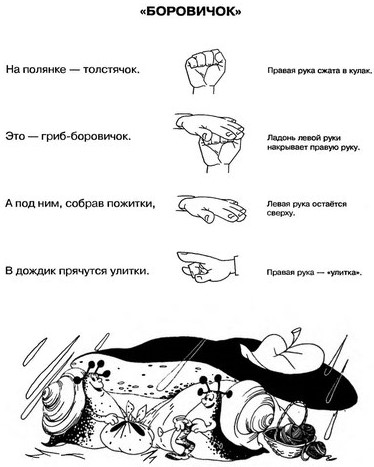 «БОРОВИЧОК»
На полянке — толстячок.
Правая рука сжата в кулак.
Это — гриб-боровичок.
Ладонь левой руки
накрывает правую руку.
А под ним, собрав пожитки,
Левая рука остаётся
сверху.
В дождик прячутся улитки.
Правая рука — «улитка».